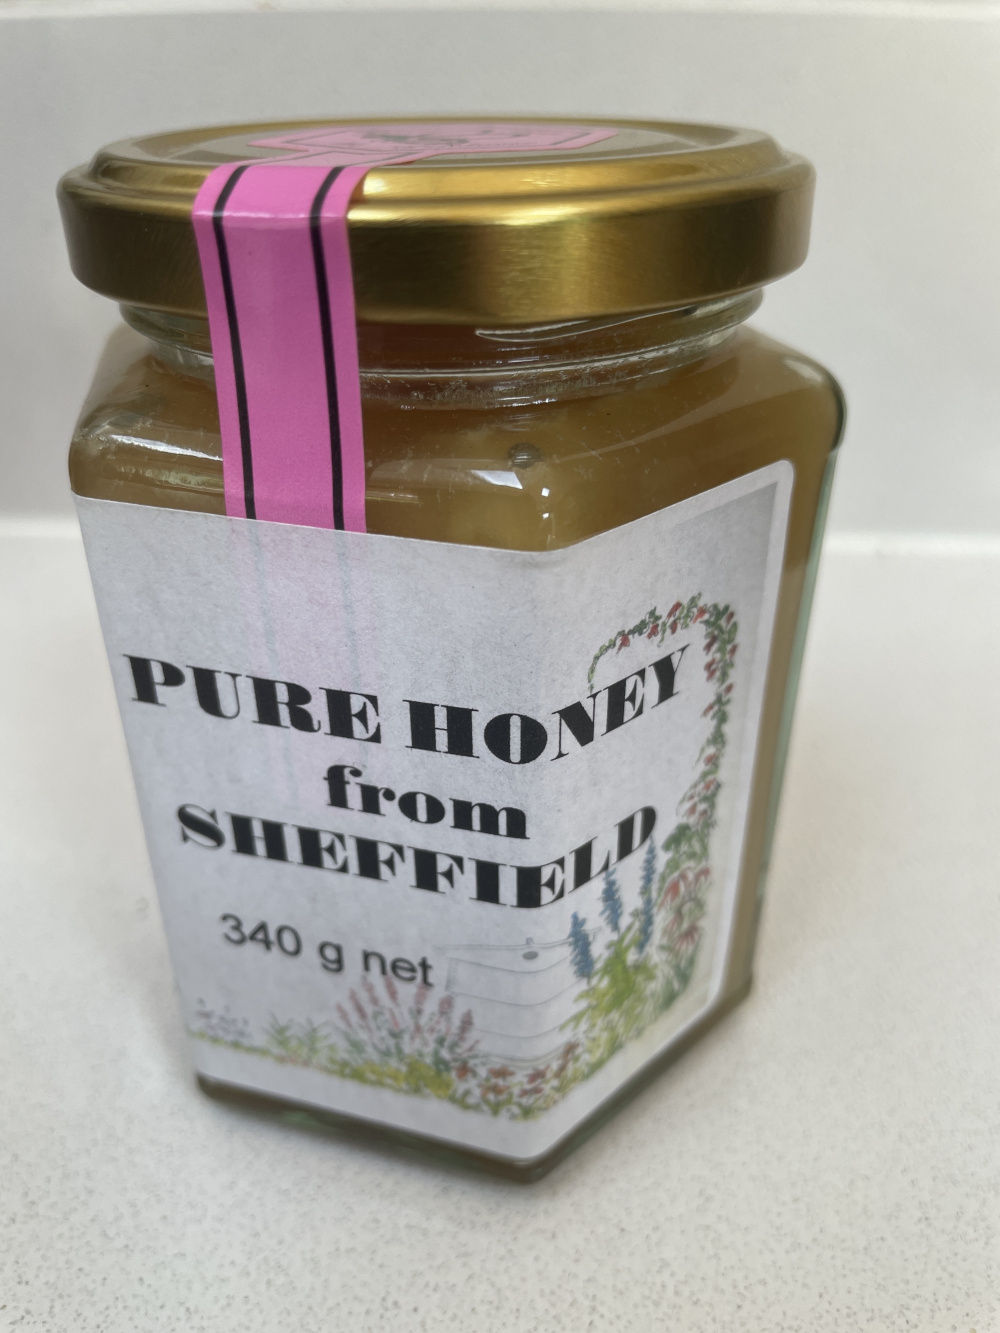 PURE HONEY
from
SHEFFIELD
340 g net